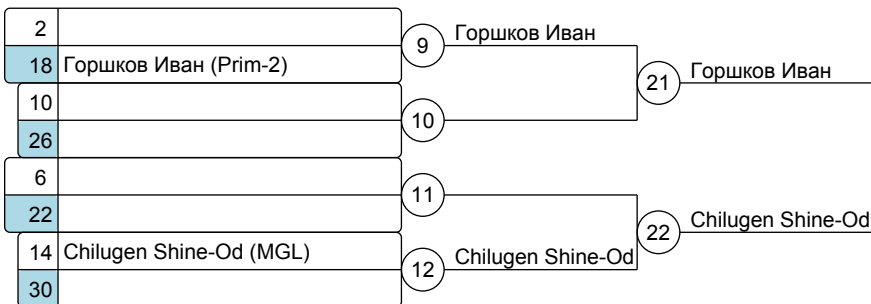 2
18 Горшков Иван (Prim-2)
9
Горшков Иван
10
26
10
21
Горшков Иван
6
22
11
14 Chilugen Shine-Od (MGL)
30
12
Chilugen Shine-Od
22
Chilugen Shine-Od